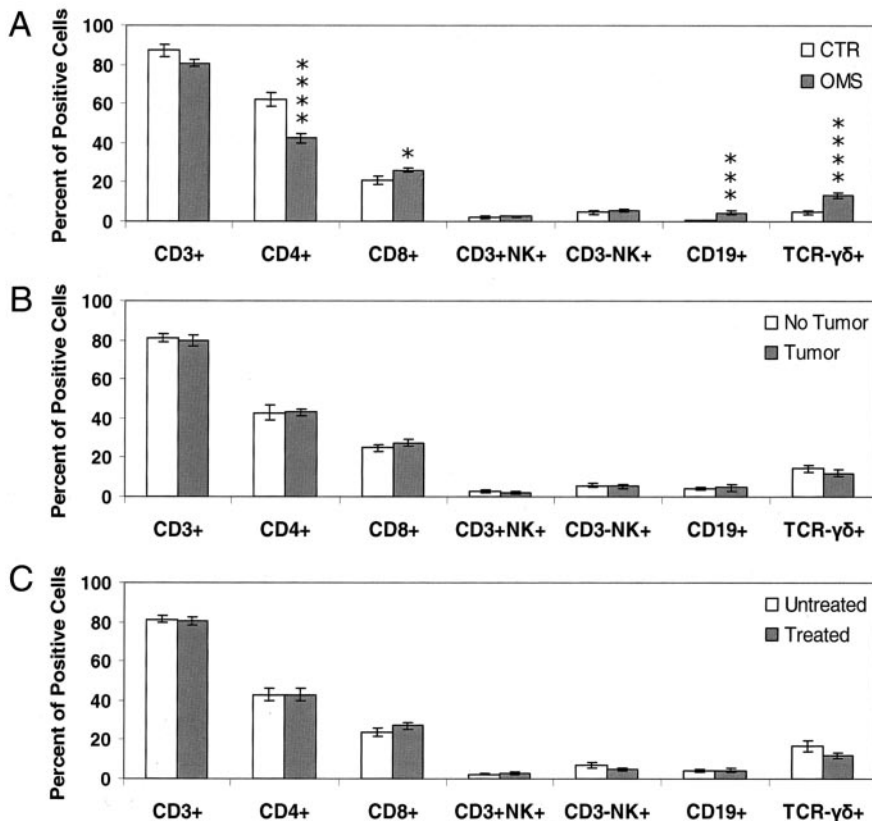 A
Percent of Positive Cells
100
80
60
40
20
0
CTR
OMS
****
*
***
****
CD3+ CD4+ CD8+ CD3+NK+ CD3-NK+ CD19+ TCR-γδ+
B
Percent of Positive Cells
100
80
60
40
20
0
No Tumor
Tumor
CD3+ CD4+ CD8+ CD3+NK+ CD3-NK+ CD19+ TCR-γδ+
C
Percent of Positive Cells
100
80
60
40
20
0
Untreated
Treated
CD3+ CD4+ CD8+ CD3+NK+ CD3-NK+ CD19+ TCR-γδ+